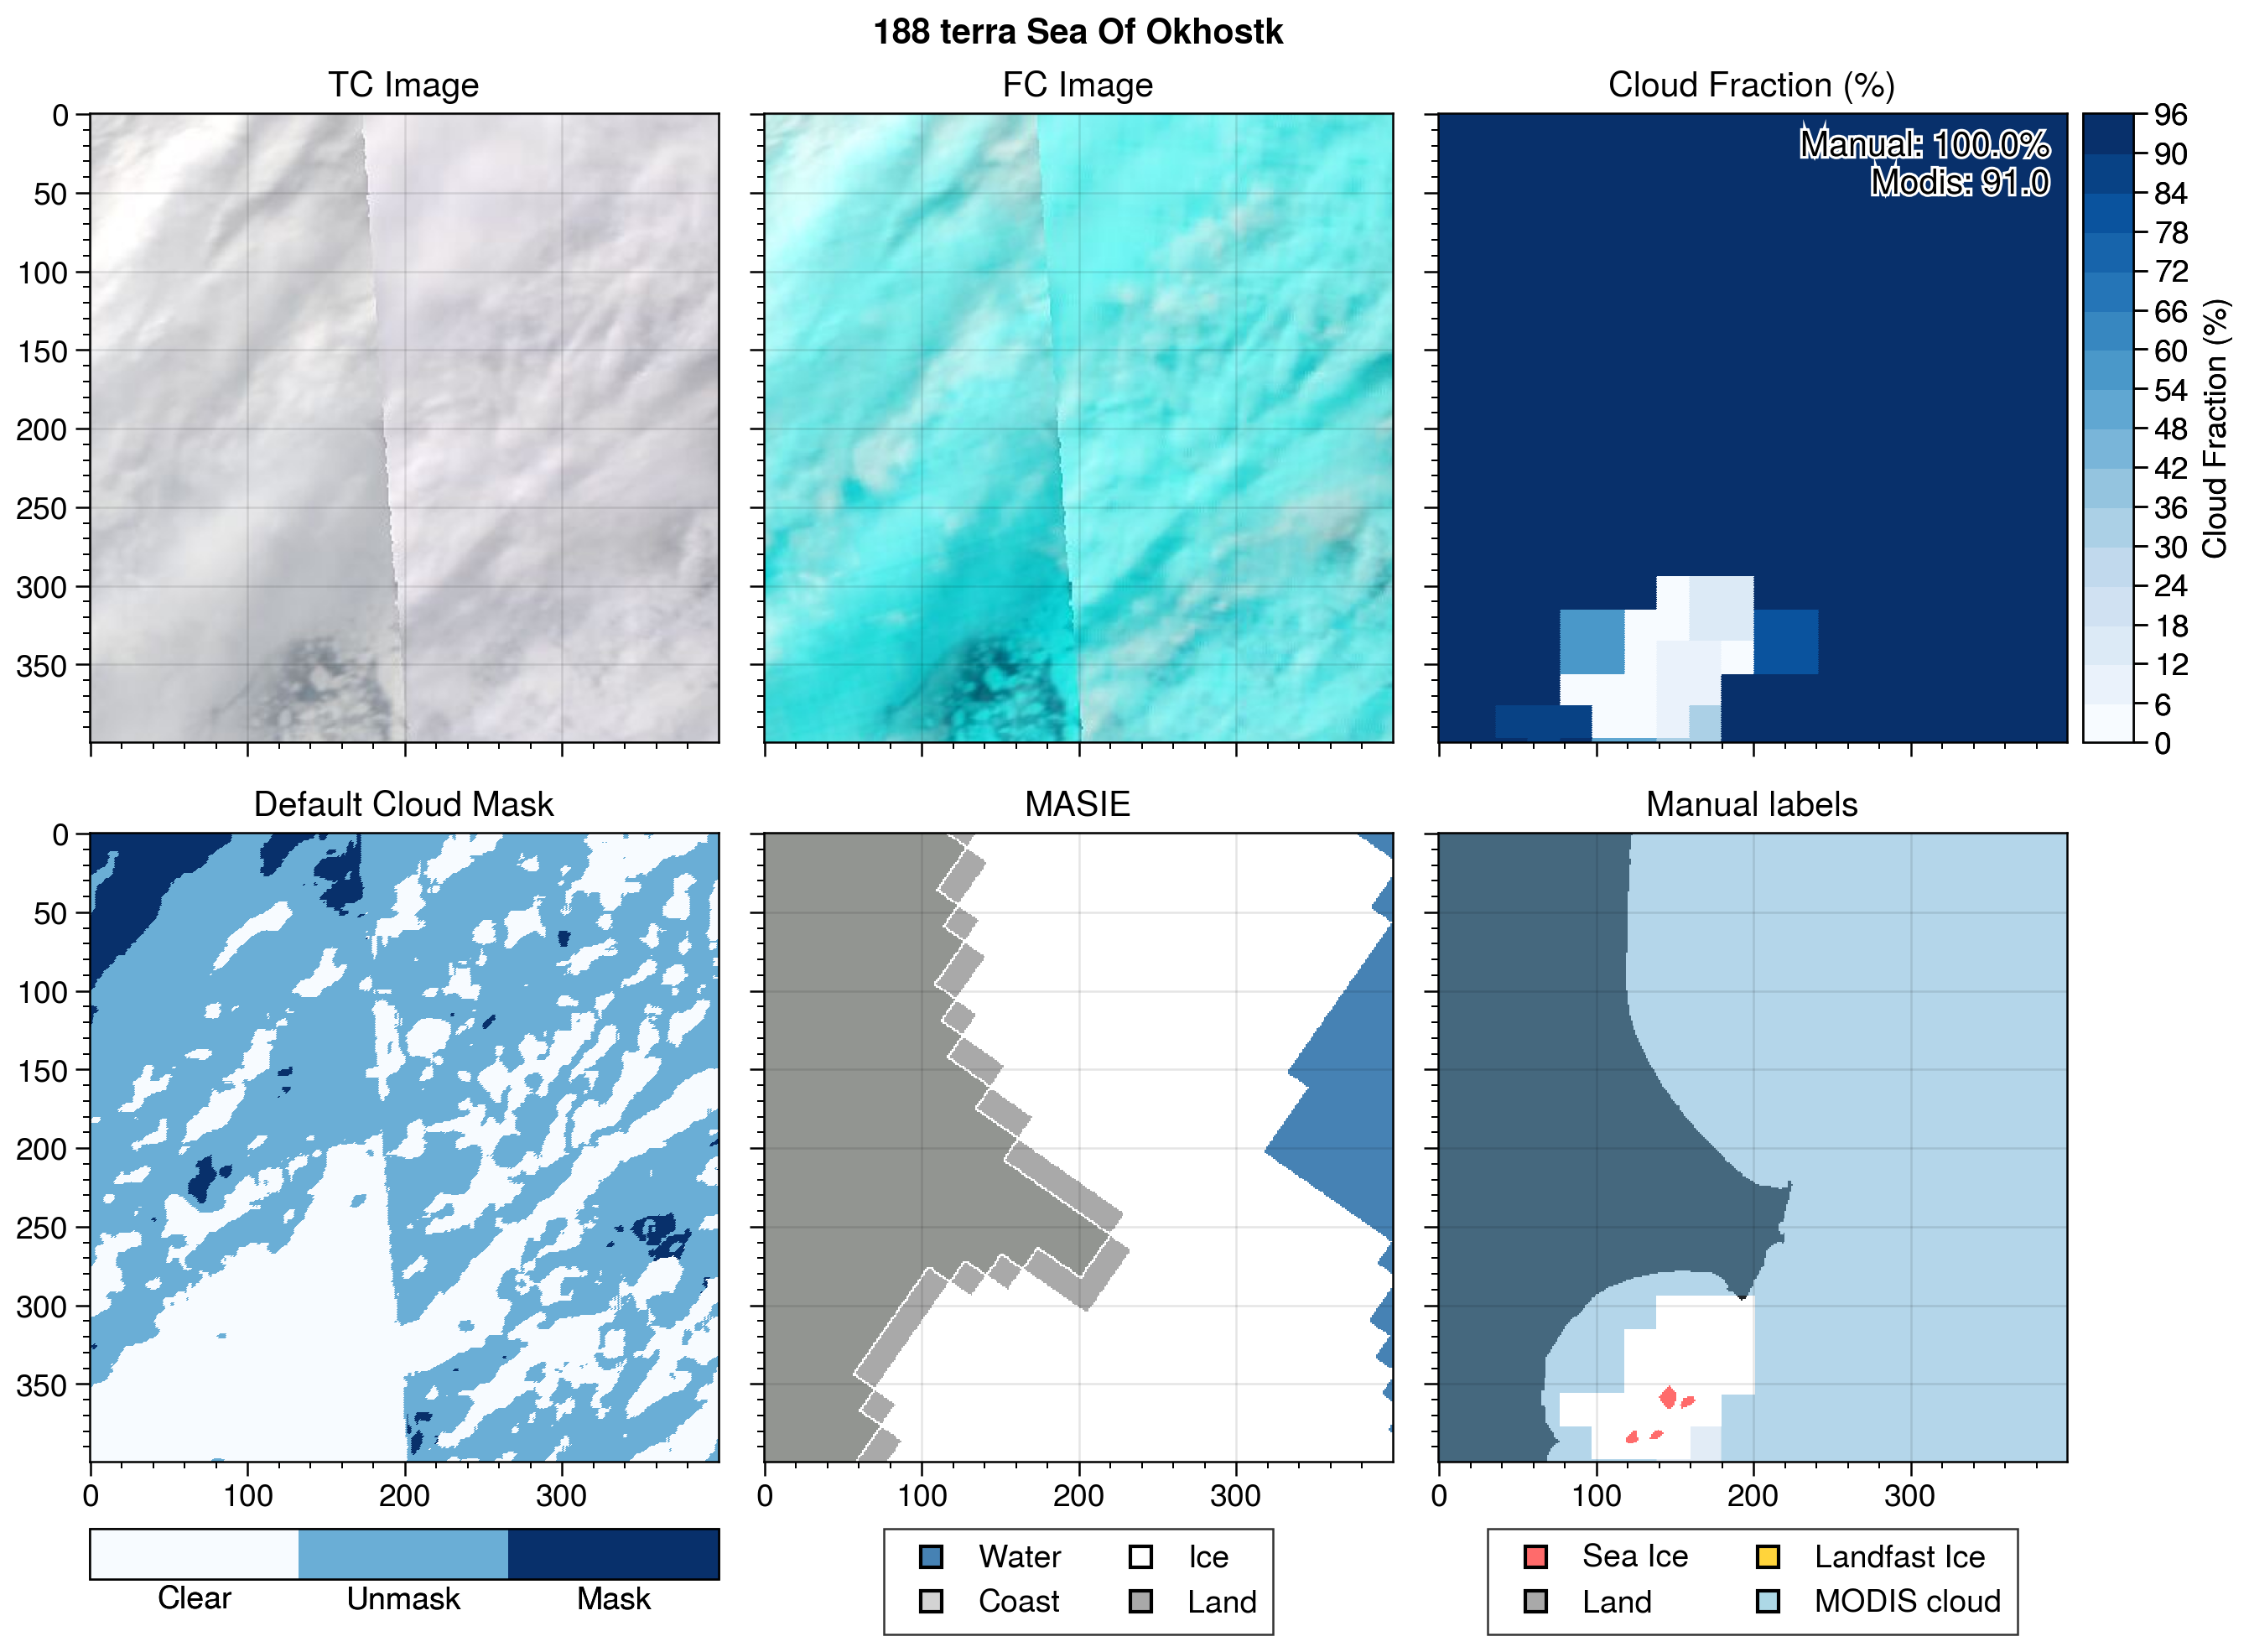 188 terra Sea Of Okhostk
TC Image
FC Image
Cloud Fraction (%)
0
50
100
150
200
250
300
350
Manual: 100.0%
Modis: 91.0
96
90
84
78
72
66
60
54
48
42
36
30
24
18
12
6
0
Cloud Fraction (%)
Default Cloud Mask
MASIE
Manual labels
0
50
100
150
200
250
300
350
0 100 200 300
0 100 200 300
0 100 200 300
Clear Unmask Mask
Water Ice
Coast Land
Sea Ice Landfast Ice
Land MODIS cloud